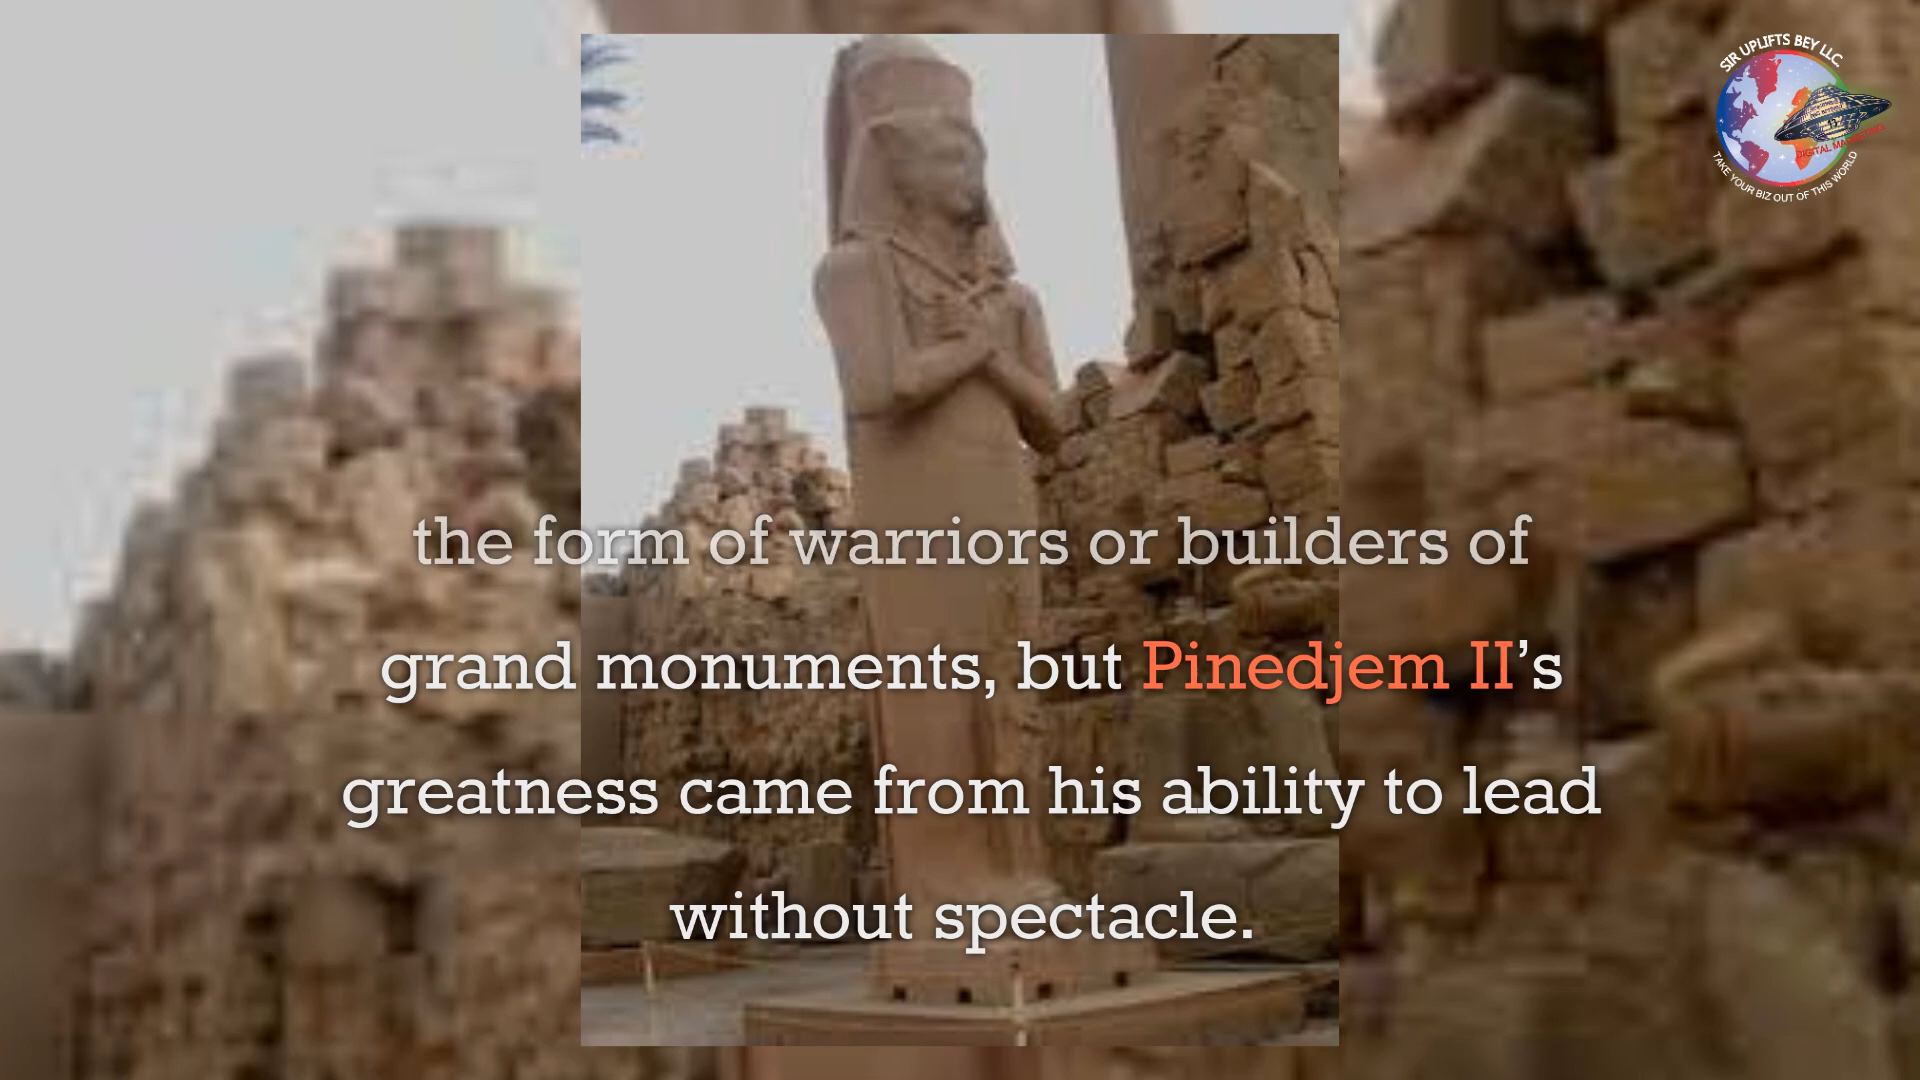 SIR UPLIFTS BEY LLC.
TAKE YOUR BIZ OUT OF THIS WORLD
the form of warriors or builders of
grand monuments, but Pinedjem II’s
greatness came from his ability to lead
without spectacle.